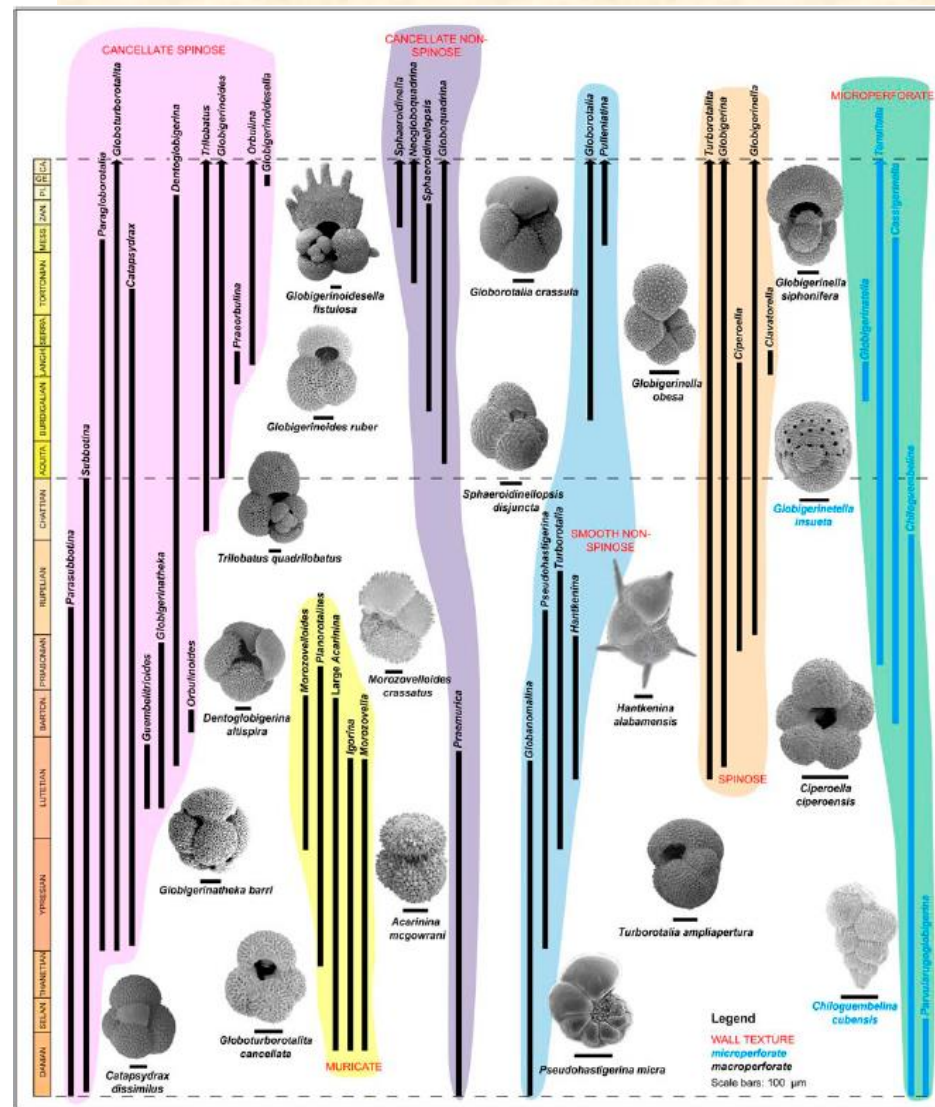 CANCELLATE SPINOSE
CANCELLATE NON-
SPINOSE
MICROPERFORATE
Paragloborotalia
Globoturborotalita
Catapsydrax
Dentoglobigerina
Trilobatus
Globigerinoides
Praeorbulina
Orbulina
Globigerinoidesella
Sphaeroidinella
Neogloboquadrina
Sphaeroidinellopsis
Globoquadrina
Globorotalia
Pulleniatina
Turborotalita
Globigerina
Ciperoella
Globigerinella
Clavatorella
Globigerinatella
Tenuitella
Cassigerinella
ZAN.
MESS.
TORTONIAN
SERRA.
LANGH.
BURDIGALIAN
AQUITA
CHATTIAN
RUPELIAN
PRIABONIAN
BARTON.
LUTETIAN
YPRESIAN
THANETIAN
SELAN
DANIAN
Globigerinoidesella
fistulosa
Globorotalia crassula
Globigerinella
siphonifera
Globigerinoides ruber
Globigerinella
obesa
Subbotina
Sphaeroidinellopsis
disjuncta
Globigerinetella
insueta
Chiloguembelina
Trilobatus quadrilobatus
SMOOTH NON-
SPINOSE
Parasubbotina
Guembelitrioides
Globigerinatheka
Orbulinoides
Morozovelloides
Planorotalites
Large Acarinina
Igorina
Morozovella
Morozovelloides
crassatus
Praemurica
Globanomalina
Pseudohastigerina
Turborotalia
Hantkenina
Dentoglobigerina
altispira
Hantkenina
alabamensis
SPINOSE
Ciperoella
ciperoensis
Globigerinatheka barri
Acarinina
mcgowrani
Turborotalia ampliapertura
Parvularugoglobigerina
Chiloguembelina
cubensis
Globoturborotalita
cancellata
Catapsydrax
dissimilus
MURICATE
Pseudohastigerina micra
Legend
WALL TEXTURE
microperforate
macroperforate
Scale bars: 100 µm